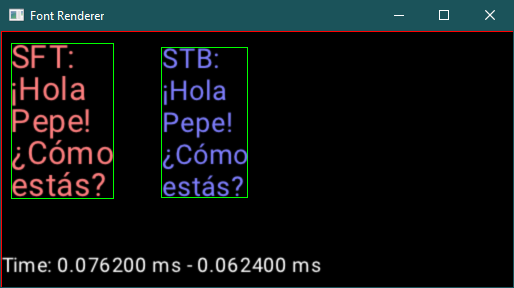 Font Renderer
SFT:
¡Hola
Pepe!
¿Cómo
estás?
STB:
¡Hola
Pepe!
¿Cómo
estás?
Time: 0.076200 ms - 0.062400 ms